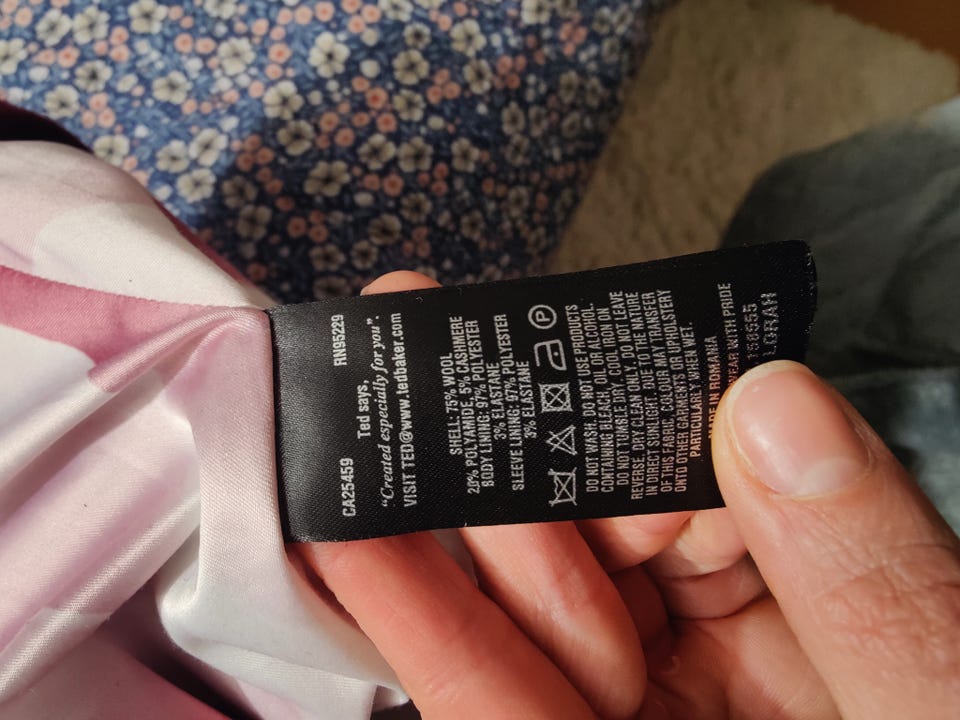 CA25459 RN95229
Ted says,
"Created especially for you".
VISIT TED@www.tedbaker.com
SHELL: 75% WOOL
20% POLYAMIDE, 5% CASHMERE
BODY LINING: 97% POLYESTER
3% ELASTANE
SLEEVE LINING: 97% POLYESTER
3% ELASTANE
P
DO NOT WASH. DO NOT USE PRODUCTS
CONTAINING BLEACH, OIL, OR ALCOHOL.
DO NOT TUMBLE DRY. COOL IRON ON
REVERSE. DRY CLEAN ONLY. DO NOT LEAVE
IN DIRECT SUNLIGHT. DUE TO THE NATURE
OF THIS FABRIC, COLOUR MAY TRANSFER
ONTO OTHER GARMENTS OR UPHOLSTERY
PARTICULARLY WHEN WET.
MADE IN ROMANIA
WEAR WITH PRIDE
158555
LORAH